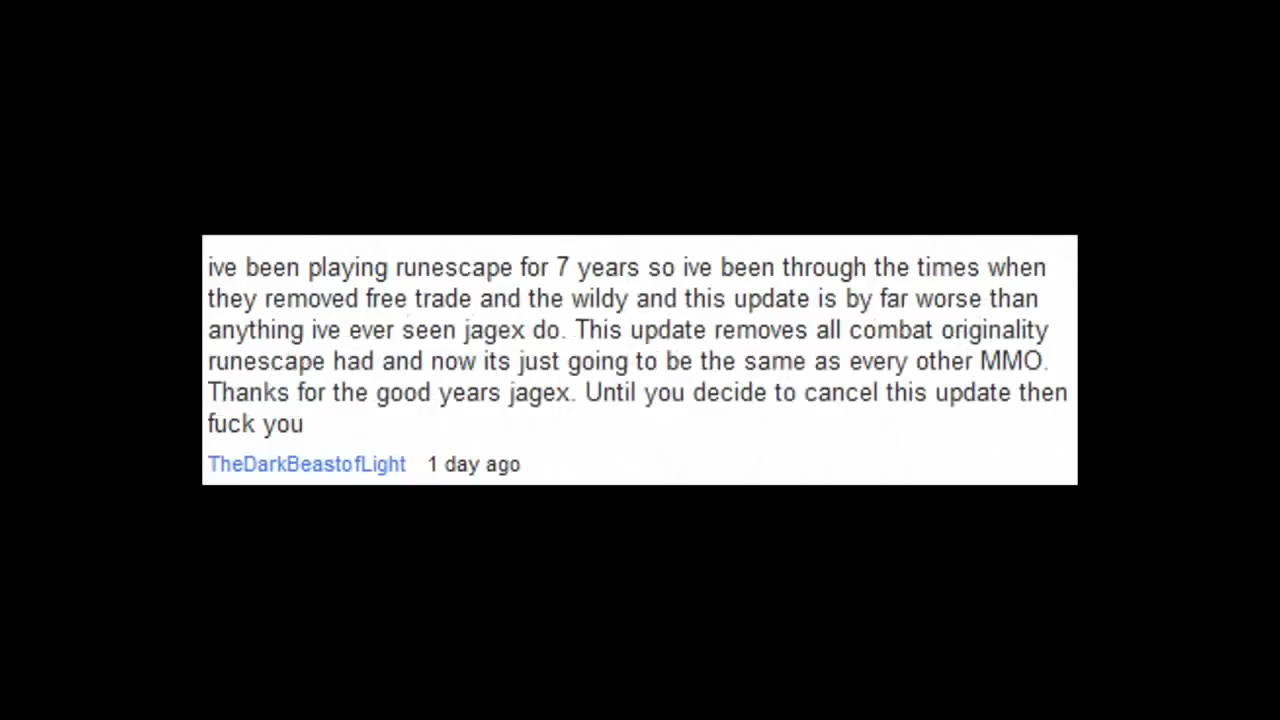 ive been playing runescape for 7 years so ive been through the times when
they removed free trade and the wildy and this update is by far worse than
anything ive ever seen jagex do. This update removes all combat originality
runescape had and now its just going to be the same as every other MMO.
Thanks for the good years jagex. Until you decide to cancel this update then
fuck you
TheDarkBeastofLight 1 day ago